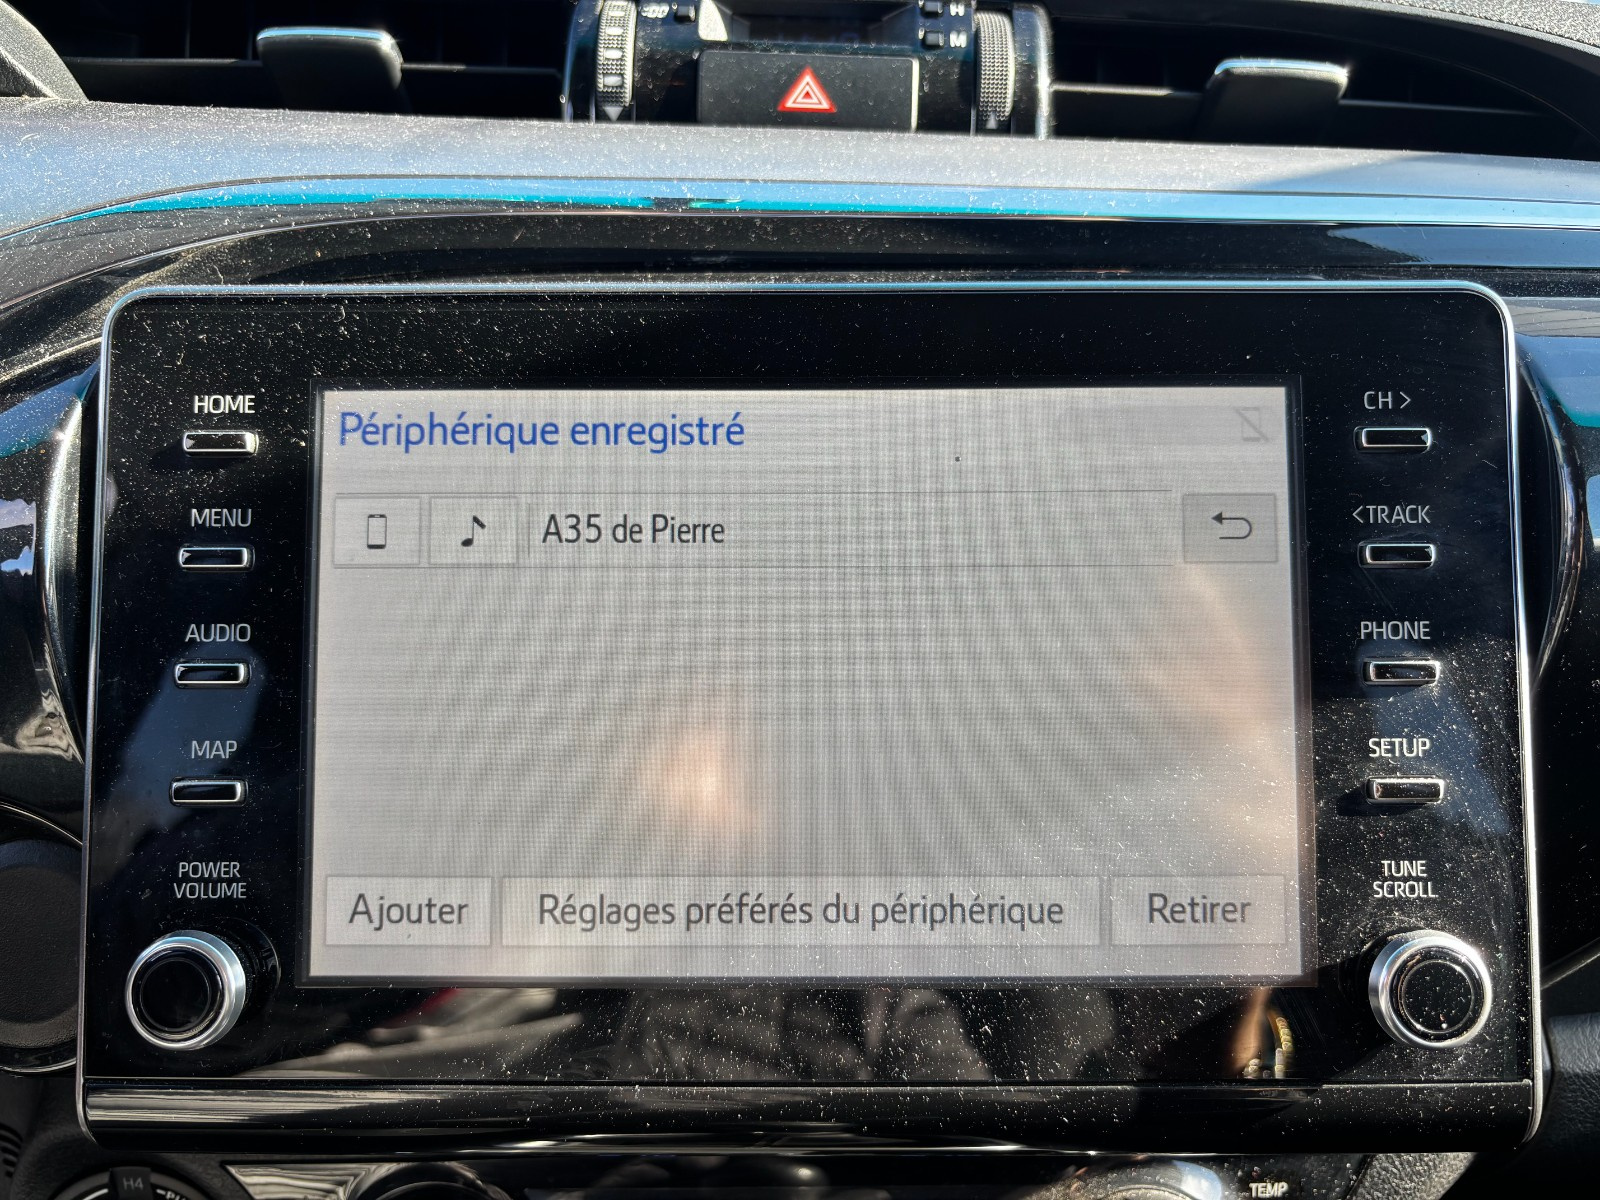 H
M
HOME
MENU
AUDIO
MAP
POWER
VOLUME
Périphérique enregistré
A35 de Pierre
Ajouter
Réglages préférés du périphérique
Retirer
CH >
<TRACK
PHONE
SETUP
TUNE
SCROLL
H4
TEMP